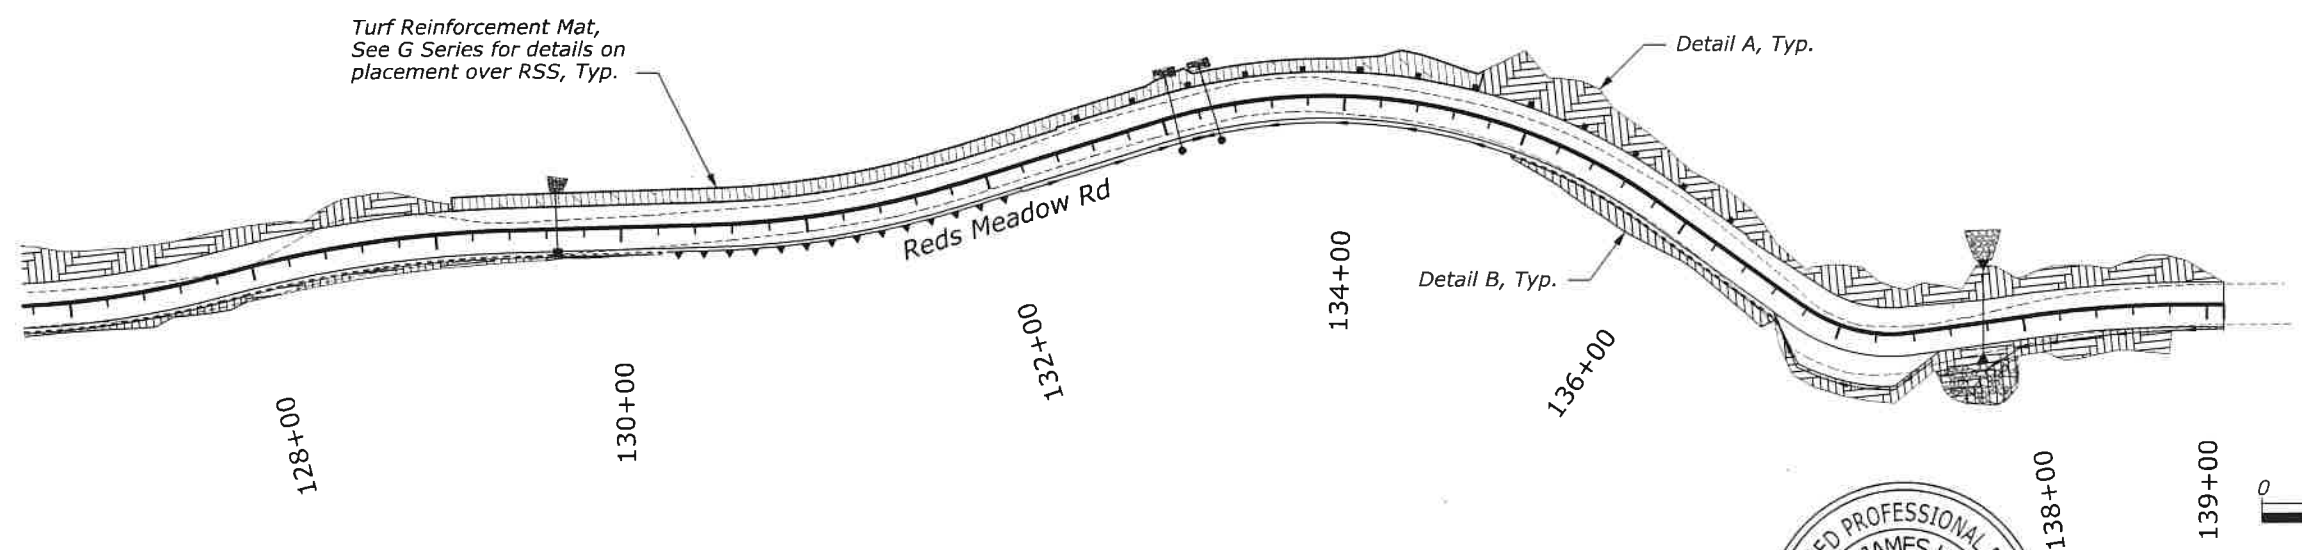 Turf Reinforcement Mat,
See G Series for details on
placement over RSS, Typ.
Detail A, Typ.
Reds Meadow Rd
Detail B, Typ.
128+00
130+00
132+00
134+00
136+00
138+00
139+00
0
PROFESSIONAL